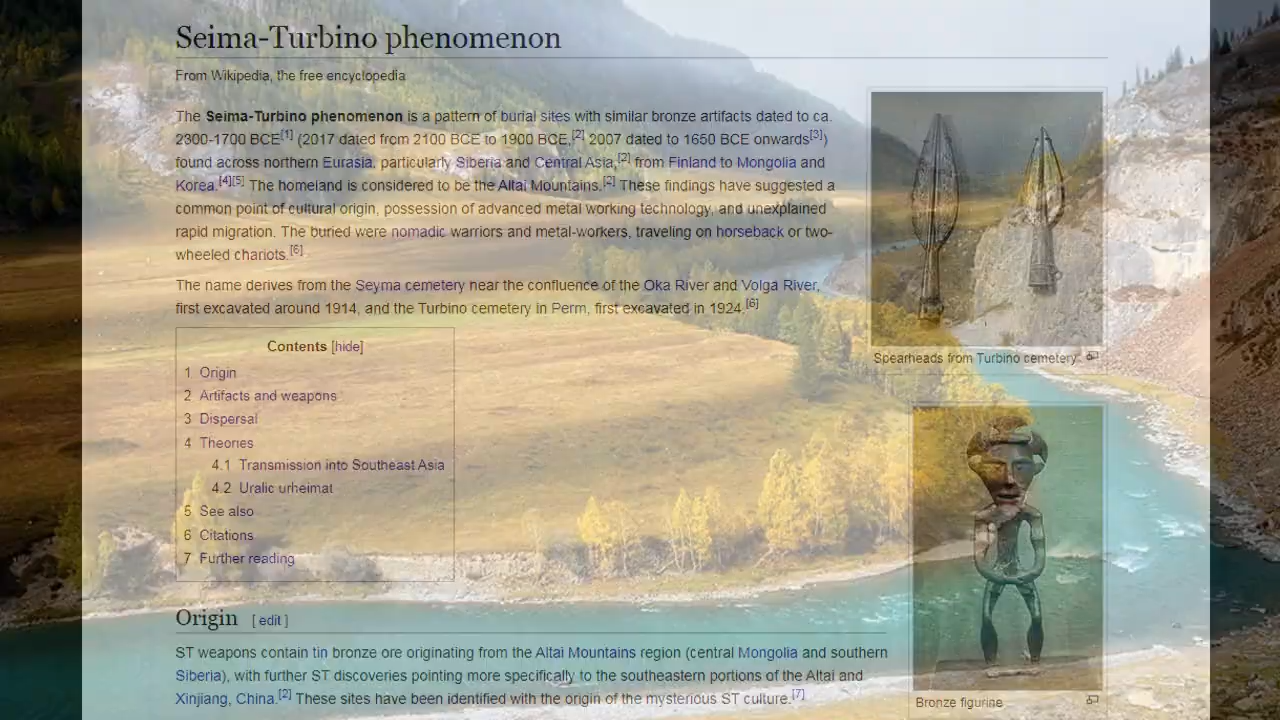 Seima-Turbino phenomenon
From Wikipedia, the free encyclopedia
The Seima-Turbino phenomenon is a pattern of burial sites with similar bronze artifacts dated to ca.
2300-1700 BCE[1] (2017 dated from 2100 BCE to 1900 BCE,[2] 2007 dated to 1650 BCE onwards[3])
found across northern Eurasia, particularly Siberia and Central Asia,[2] from Finland to Mongolia and
Korea.[4][5] The homeland is considered to be the Altai Mountains.[2] These findings have suggested a
common point of cultural origin, possession of advanced metal working technology, and unexplained
rapid migration. The buried were nomadic warriors and metal-workers, traveling on horseback or two-
wheeled chariots.[6]
The name derives from the Seyma cemetery near the confluence of the Oka River and Volga River,
first excavated around 1914, and the Turbino cemetery in Perm, first excavated in 1924.[6]
Spearheads from Turbino cemetery.
Contents [hide]
1 Origin
2 Artifacts and weapons
3 Dispersal
4 Theories
4.1 Transmission into Southeast Asia
4.2 Uralic urheimat
5 See also
6 Citations
7 Further reading
Origin [ edit ]
ST weapons contain tin bronze ore originating from the Altai Mountains region (central Mongolia and southern
Siberia), with further ST discoveries pointing more specifically to the southeastern portions of the Altai and
Xinjiang, China.[2] These sites have been identified with the origin of the mysterious ST culture.[7]
Bronze figurine